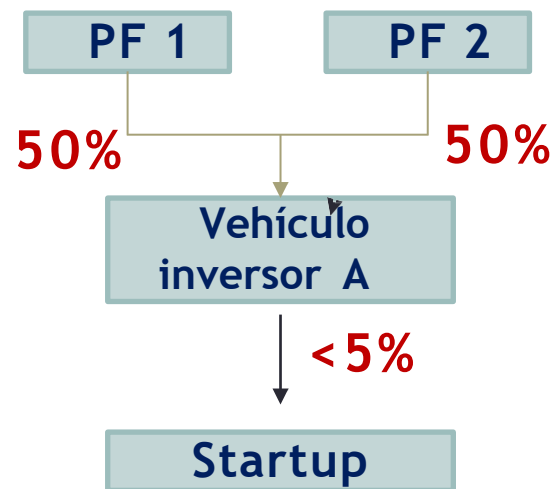 PF 1
PF 2
50%
50%
Vehículo
inversor A
<5%
Startup